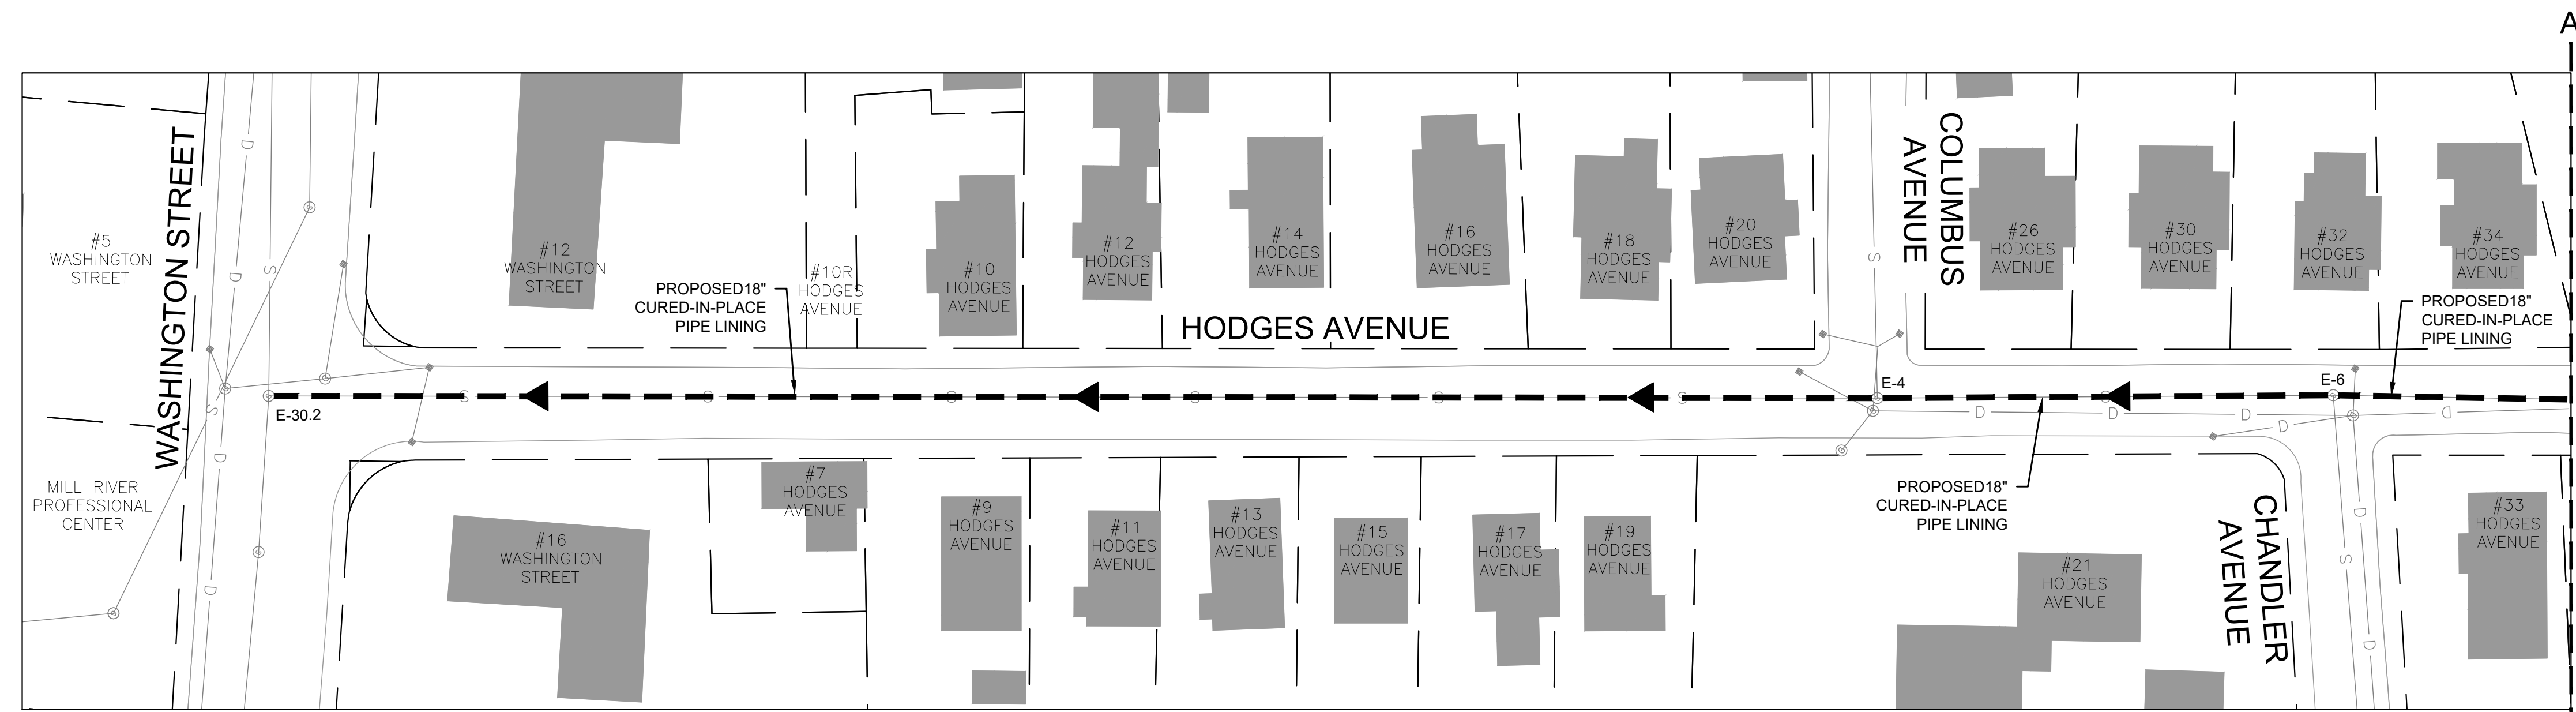 A
WASHINGTON STREET
#5
WASHINGTON
STREET
MILL RIVER
PROFESSIONAL
CENTER
#12
WASHINGTON
STREET
PROPOSED18"
CURED-IN-PLACE
PIPE LINING
#10R
HODGES
AVENUE
#10
HODGES
AVENUE
#12
HODGES
AVENUE
#14
HODGES
AVENUE
#16
HODGES
AVENUE
#18
HODGES
AVENUE
#20
HODGES
AVENUE
COLUMBUS
AVENUE
#26
HODGES
AVENUE
#30
HODGES
AVENUE
#32
HODGES
AVENUE
#34
HODGES
AVENUE
PROPOSED18"
CURED-IN-PLACE
PIPE LINING
HODGES AVENUE
E-30.2
E-4
E-6
D
D
S
S
D
D
D
S
S
S
S
S
S
S
S
S
D
D
D
D
D
S
D
D
#16
WASHINGTON
STREET
#7
HODGES
AVENUE
#9
HODGES
AVENUE
#11
HODGES
AVENUE
#13
HODGES
AVENUE
#15
HODGES
AVENUE
#17
HODGES
AVENUE
#19
HODGES
AVENUE
PROPOSED18"
CURED-IN-PLACE
PIPE LINING
#21
HODGES
AVENUE
CHANDLER
AVENUE
#33
HODGES
AVENUE